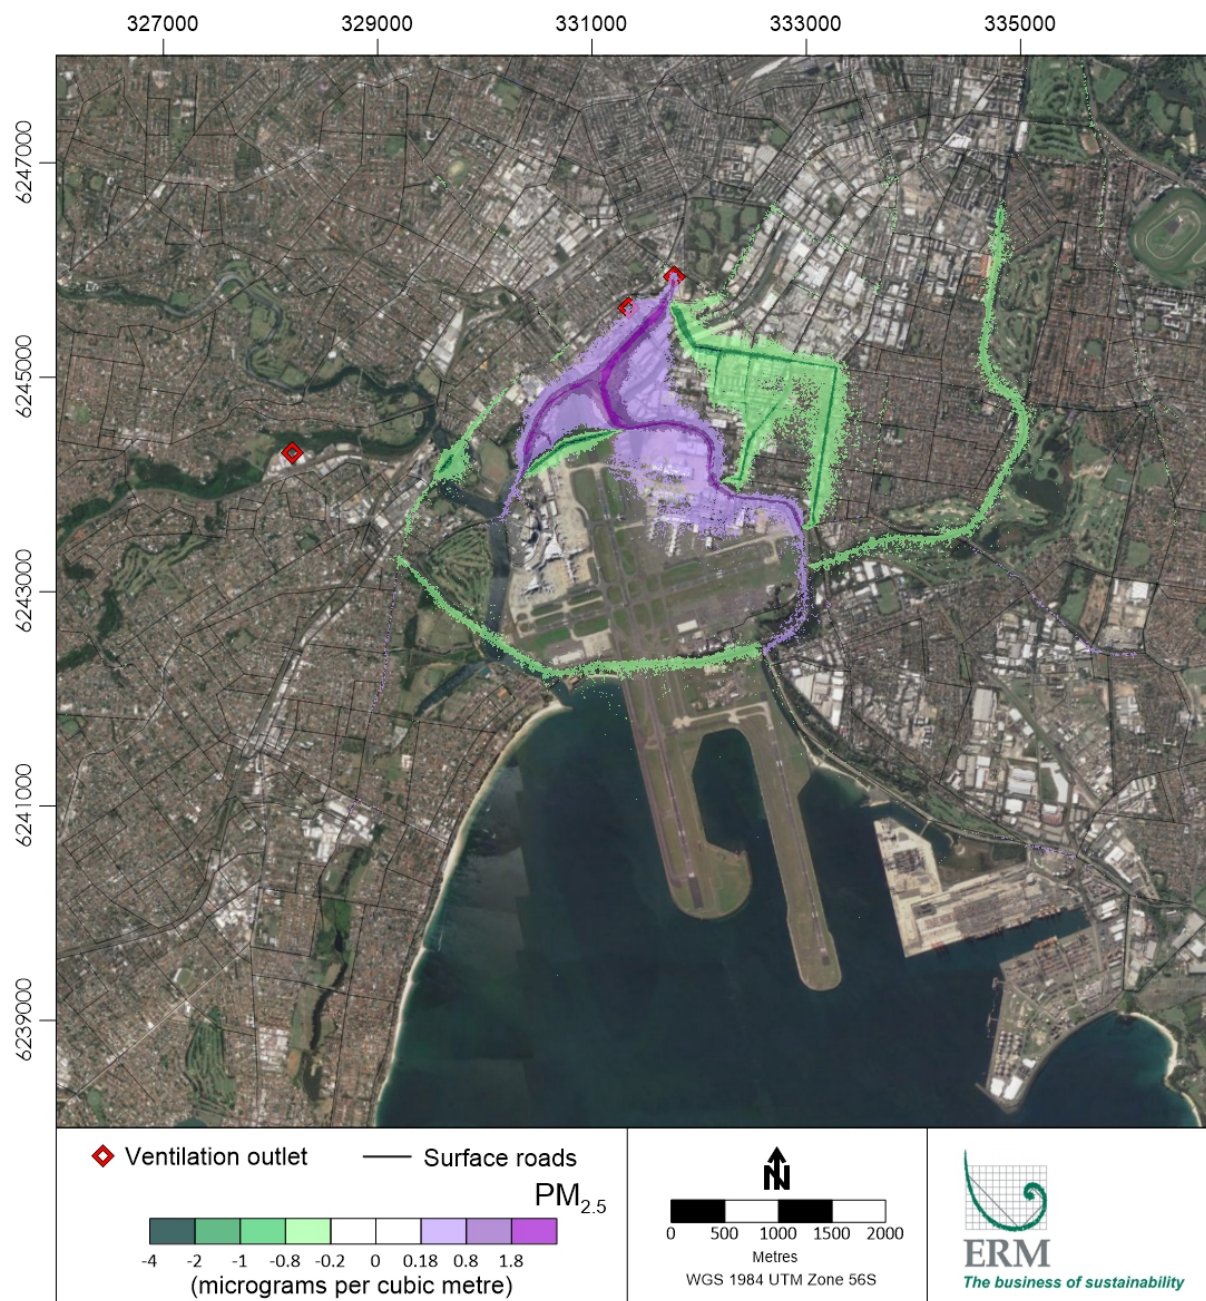 327000 329000 331000 333000 335000
6247000
6245000
6243000
6241000
6239000
Ventilation outlet Surface roads
PM2.5
-4 -2 -1 -0.8 -0.2 0 0.18 0.8 1.8
(micrograms per cubic metre)
N
0 500 1000 1500 2000
Metres
WGS 1984 UTM Zone 56S
ERM
The business of sustainability